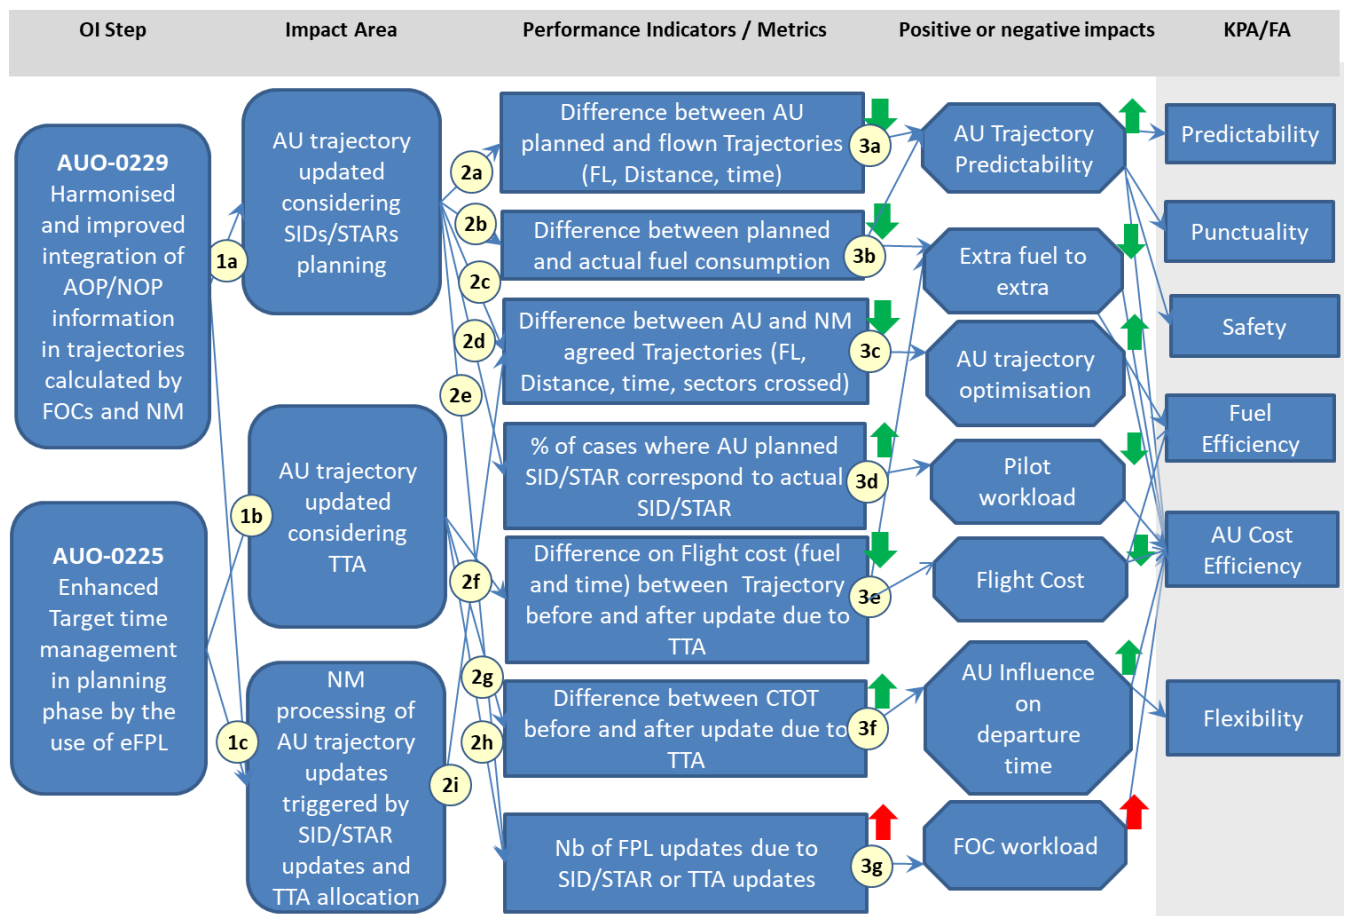 OI Step
Impact Area
Performance Indicators / Metrics
Positive or negative impacts
KPA/FA
AUO-0229
Harmonised
and improved
integration of
AOP/NOP
information
in trajectories
calculated by
FOCs and NM
AUO-0225
Enhanced
Target time
management
in planning
phase by the
use of eFPL
1a
1b
1c
AU trajectory
updated
considering
SIDs/STARs
planning
AU trajectory
updated
considering
TTA
NM
processing of
AU trajectory
updates
triggered by
SID/STAR
updates and
TTA allocation
2a
2b
2c
2d
2e
2f
2g
2h
2i
Difference between AU
planned and flown Trajectories
(FL, Distance, time)
Difference between planned
and actual fuel consumption
Difference between AU and NM
agreed Trajectories (FL,
Distance, time, sectors crossed)
% of cases where AU planned
SID/STAR correspond to actual
SID/STAR
Difference on Flight cost (fuel
and time) between Trajectory
before and after update due to
TTA
Difference between CTOT
before and after update due to
TTA
Nb of FPL updates due to
SID/STAR or TTA updates
3a
3b
3c
3d
3e
3f
3g
AU Trajectory
Predictability
Extra fuel to
extra
AU trajectory
optimisation
Pilot
workload
Flight Cost
AU Influence
on
departure
time
FOC workload
Predictability
Punctuality
Safety
Fuel
Efficiency
AU Cost
Efficiency
Flexibility